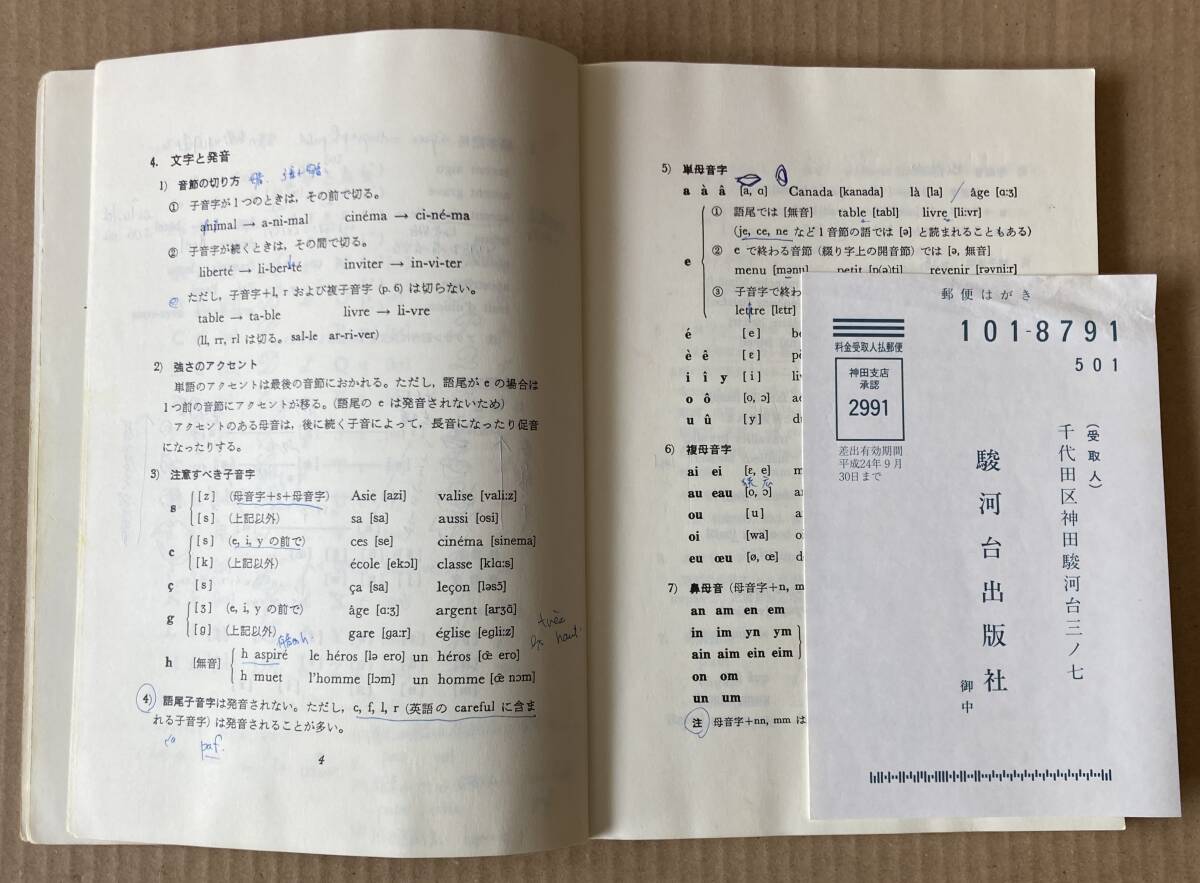 4. 文字と発音
1) 音節の切り方
① 子音字が1つのときは、その前で切る。
animal → a-ni-mal cinéma → ci-né-ma
② 子音字が続くときは、その間で切る。
liberté → li-ber-té inviter → in-vi-ter
ただし、子音字+l, r および複子音字 (p. 6) は切らない。
table → ta-ble livre → li-vre
(ll, rr, rl は切る。 sal-le ar-ri-ver)
2) 強さのアクセント
単語のアクセントは最後の音節におかれる。ただし、語尾が e の場合は
1つ前の音節にアクセントが移る。(語尾の e は発音されないため)
アクセントのある母音は、後に続く子音によって、長音になったり促音
になったりする。
3) 注意すべき子音字
s [z] (母音字+s+母音字) Asie [azi] valise [vali:z]
[s] (上記以外) sa [sa] aussi [osi]
c [s] (e, i, y の前で) ces [se] cinéma [sinema]
[k] (上記以外) école [ekɔl] classe [klɑ:s]
ç [s] ça [sa] leçon [ləsɔ̃]
g [ʒ] (e, i, y の前で) âge [ɑ:ʒ] argent [arʒɑ̃]
[g] (上記以外) gare [ga:r] église [egli:z]
h [無音] h aspiré le héros [lə ero] un héros [œ̃ ero]
h muet l'homme [lɔm] un homme [œ̃ nɔm]
haut.
4) 語尾子音字は発音されない。ただし、c, f, l, r (英語の careful に含ま
れる子音字) は発音されることが多い。
paf.
4
5) 単母音字
a à â [a, ɑ] Canada [kanada] là [la] âge [ɑ:ʒ]
① 語尾では [無音] table [tabl] livre [li:vr]
(je, ce, ne など1音節の語では [ə] と読まれることもある)
e ② e で終わる音節 (綴り字上の開音節) では [ə, 無音]
menu [mənu] petit [p(ə)ti] revenir [rəvni:r]
③ 子音字で終わ
lettre [lɛtr]
é [e]
è ê [ɛ]
i î y [i]
o ô [o, ɔ]
u û [y]
6) 複母音字
ai ei [ɛ, e]
au eau [o, ɔ]
ou [u]
oi [wa]
eu œu [ø, œ]
7) 鼻母音 (母音字+n, m
an am en em
in im yn ym
ain aim ein eim
on om
un um
注 母音字+nn, mm は
郵便はがき
101-8791
501
料金受取人払郵便
神田支店
承認
2991
差出有効期間
平成24年9月
30日まで
(受取人)
千代田区神田駿河台三ノ七
駿河台出版社
御中